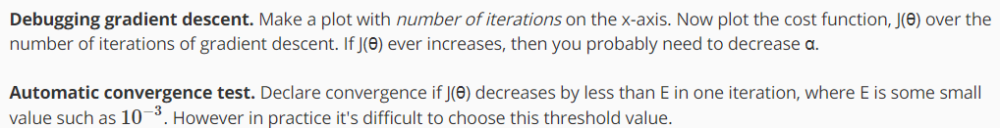 Debugging gradient descent. Make a plot with number of iterations on the x-axis. Now plot the cost function, J(θ) over the
number of iterations of gradient descent. If J(θ) ever increases, then you probably need to decrease α.
Automatic convergence test. Declare convergence if J(θ) decreases by less than E in one iteration, where E is some small
value such as 10⁻³. However in practice it's difficult to choose this threshold value.